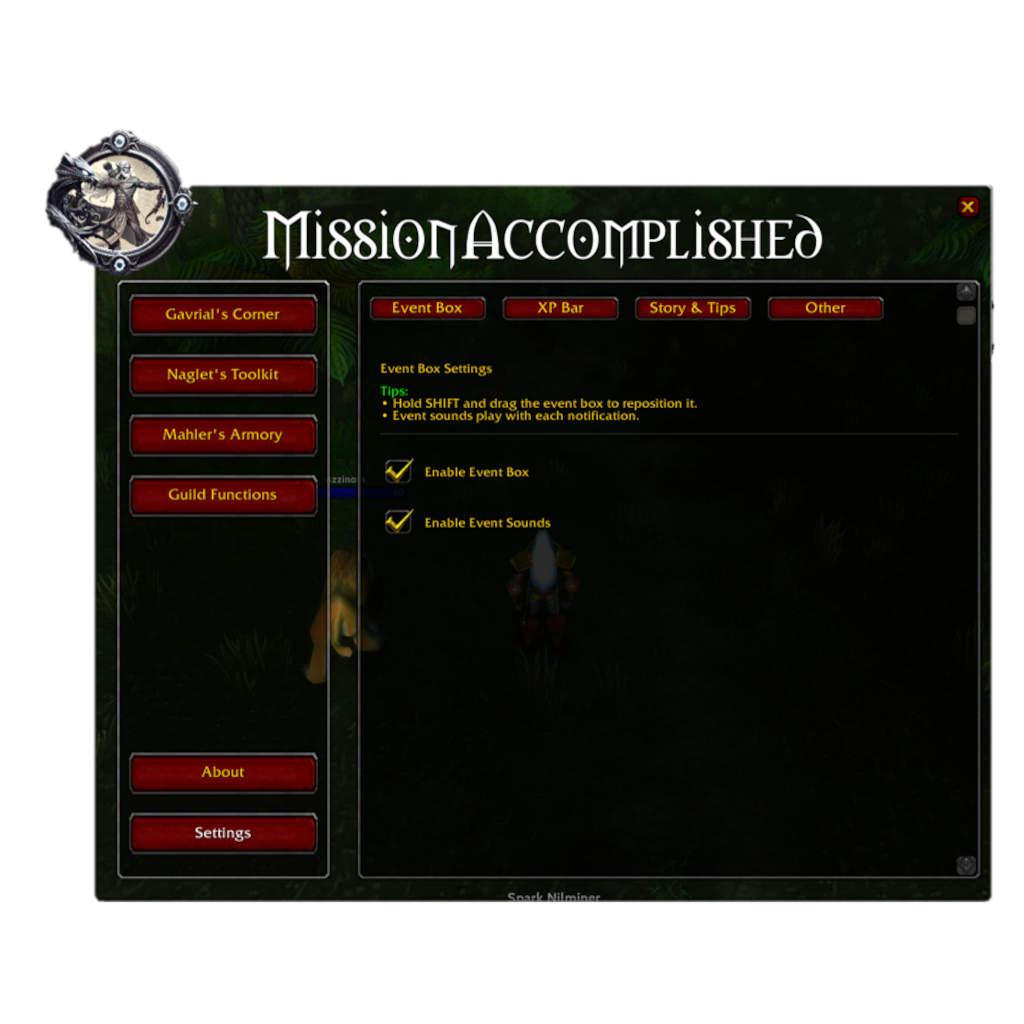 MissionAccomplished
Gavrial's Corner
Naglet's Toolkit
Mahler's Armory
Guild Functions
About
Settings
Event Box
XP Bar
Story & Tips
Other
Event Box Settings
Tips:
• Hold SHIFT and drag the event box to reposition it.
• Event sounds play with each notification.
Enable Event Box
Enable Event Sounds
Spark Nilminer